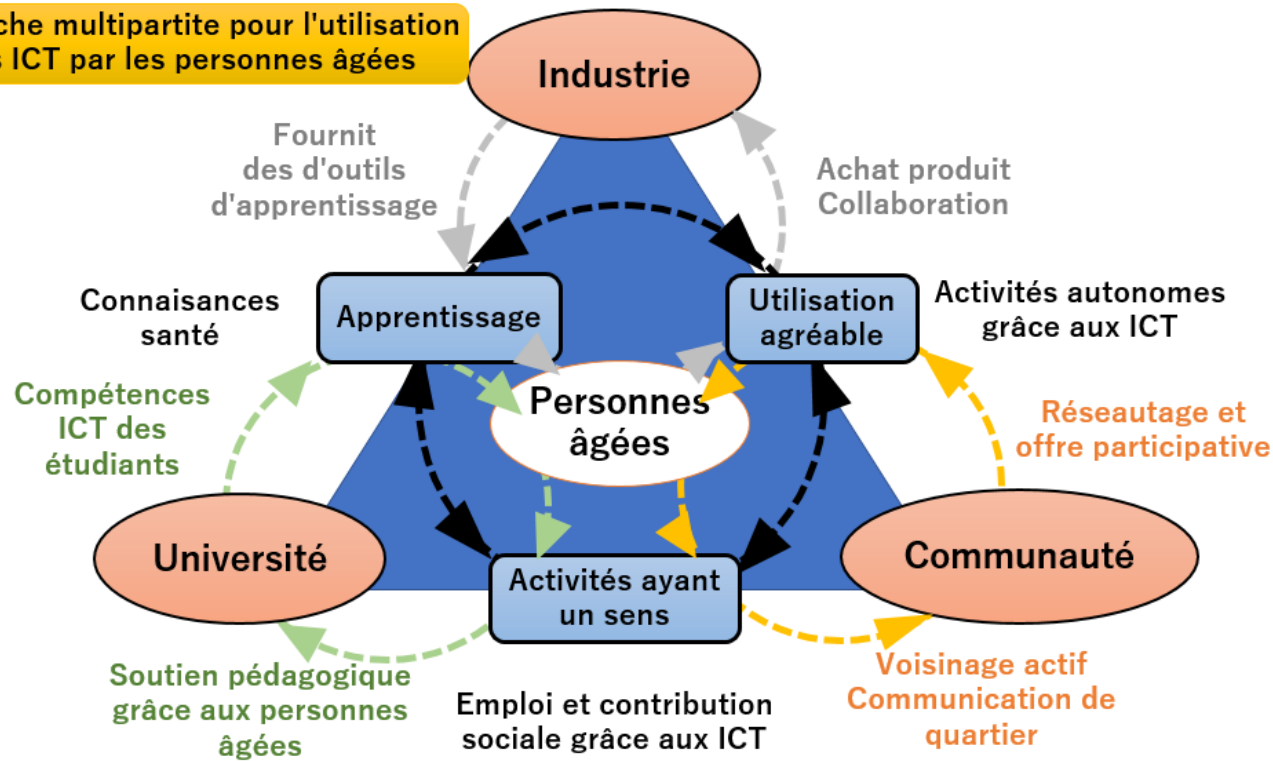 che multipartite pour l'utilisation
s ICT par les personnes âgées
Industrie
Fournit
des d'outils
d'apprentissage
Achat produit
Collaboration
Connaisances
santé
Apprentissage
Utilisation
agréable
Activités autonomes
grâce aux ICT
Compétences
ICT des
étudiants
Personnes
âgées
Réseautage et
offre participative
Université
Activités ayant
un sens
Communauté
Soutien pédagogique
grâce aux personnes
âgées
Emploi et contribution
sociale grâce aux ICT
Voisinage actif
Communication de
quartier